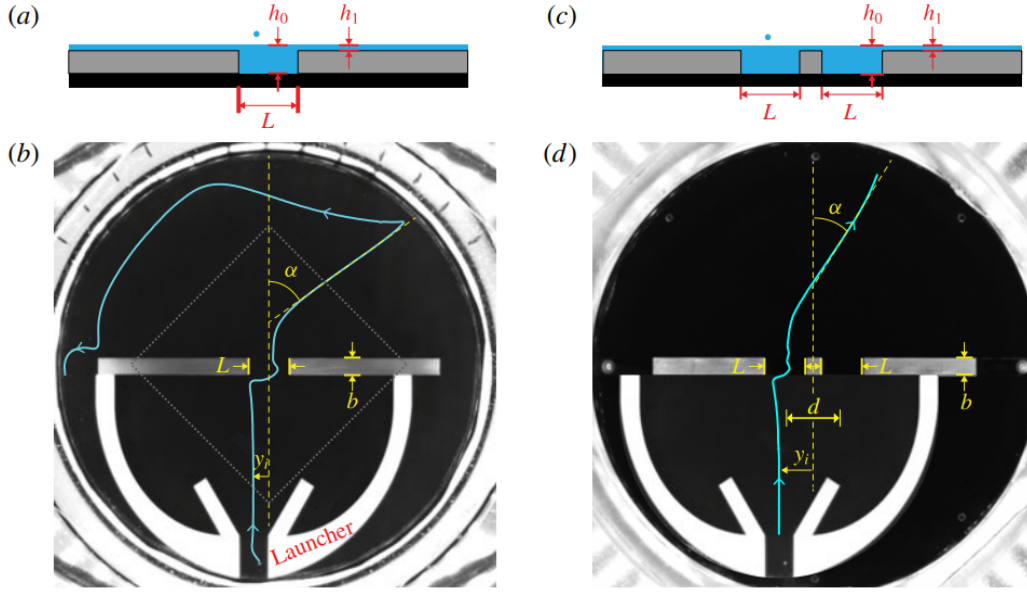 (a)
h₀
h₁
L
(b)
α
L
b
yᵢ
Launcher
(c)
h₀
h₁
L
L
(d)
α
L
L
b
d
yᵢ